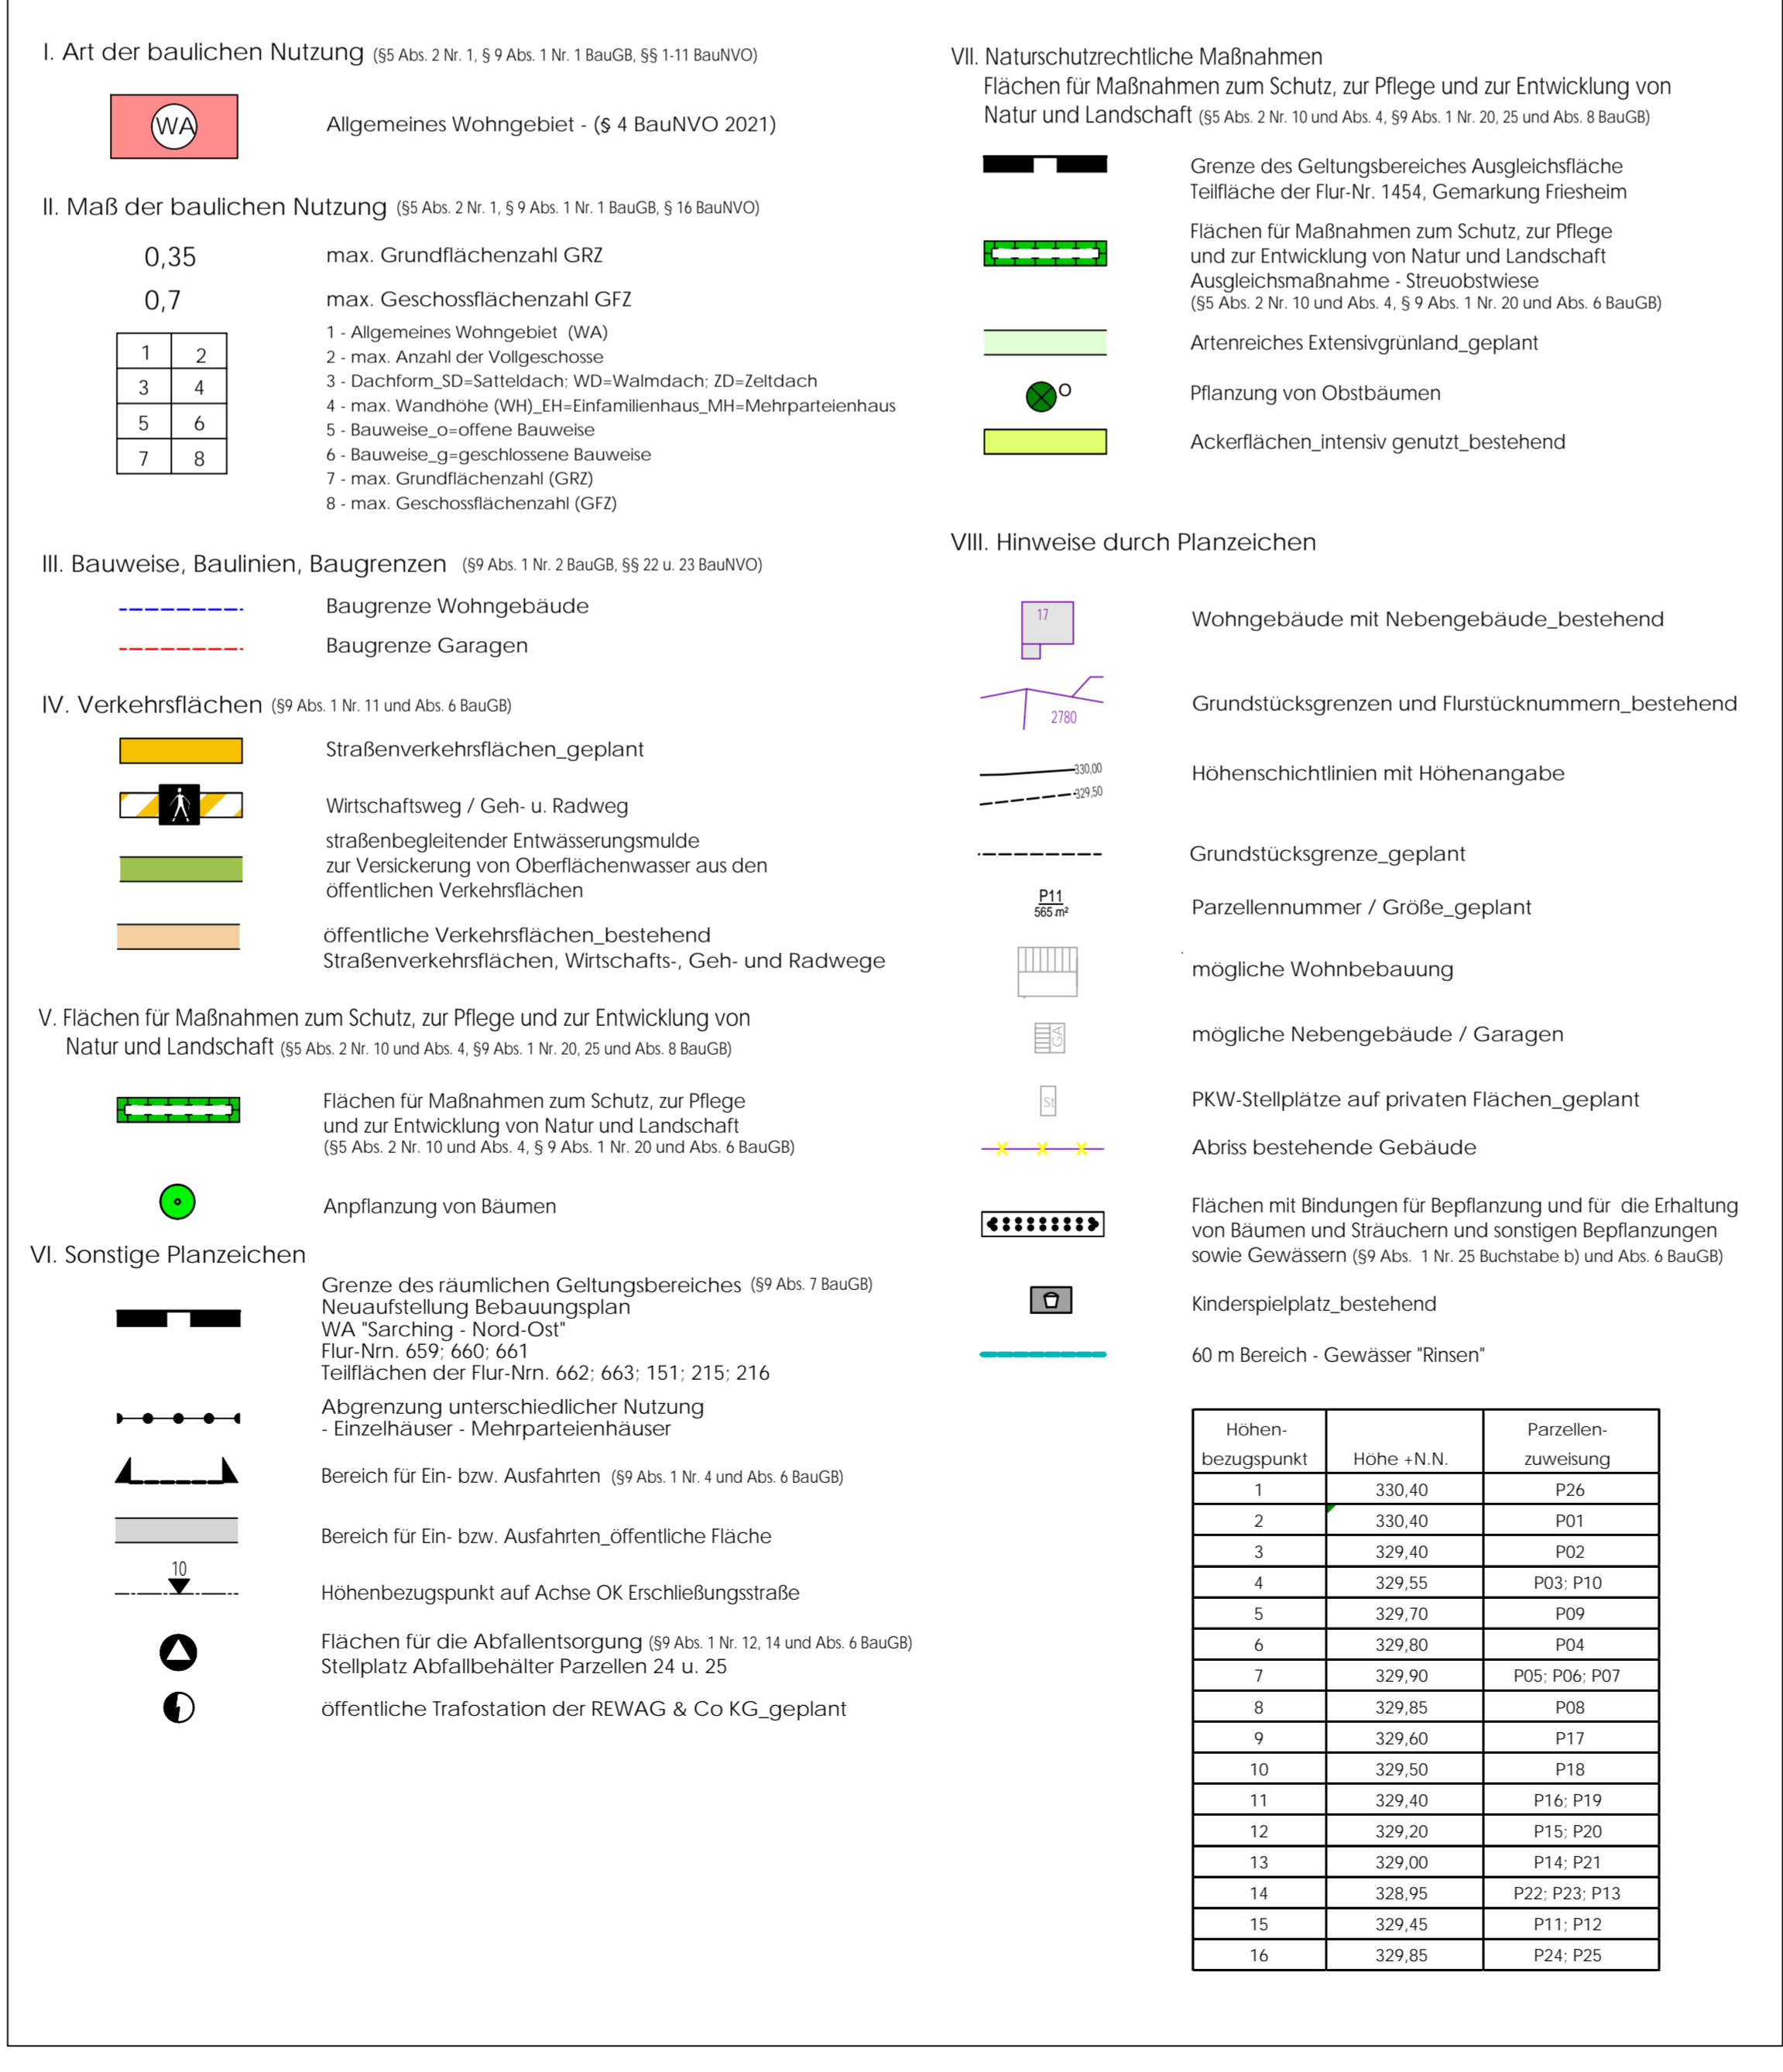 I. Art der baulichen Nutzung (§5 Abs. 2 Nr. 1, § 9 Abs. 1 Nr. 1 BauGB, §§ 1-11 BauNVO)
WA
Allgemeines Wohngebiet - (§ 4 BauNVO 2021)
II. Maß der baulichen Nutzung (§5 Abs. 2 Nr. 1, § 9 Abs. 1 Nr. 1 BauGB, § 16 BauNVO)
0,35 max. Grundflächenzahl GRZ
0,7 max. Geschossflächenzahl GFZ
1 2
3 4
5 6
7 8
1 - Allgemeines Wohngebiet (WA)
2 - max. Anzahl der Vollgeschosse
3 - Dachform_SD=Satteldach; WD=Walmdach; ZD=Zeltdach
4 - max. Wandhöhe (WH)_EH=Einfamilienhaus_MH=Mehrparteienhaus
5 - Bauweise_o=offene Bauweise
6 - Bauweise_g=geschlossene Bauweise
7 - max. Grundflächenzahl (GRZ)
8 - max. Geschossflächenzahl (GFZ)
III. Bauweise, Baulinien, Baugrenzen (§9 Abs. 1 Nr. 2 BauGB, §§ 22 u. 23 BauNVO)
Baugrenze Wohngebäude
Baugrenze Garagen
IV. Verkehrsflächen (§9 Abs. 1 Nr. 11 und Abs. 6 BauGB)
Straßenverkehrsflächen_geplant
Wirtschaftsweg / Geh- u. Radweg
straßenbegleitender Entwässerungsmulde
zur Versickerung von Oberflächenwasser aus den
öffentlichen Verkehrsflächen
öffentliche Verkehrsflächen_bestehend
Straßenverkehrsflächen, Wirtschafts-, Geh- und Radwege
V. Flächen für Maßnahmen zum Schutz, zur Pflege und zur Entwicklung von
Natur und Landschaft (§5 Abs. 2 Nr. 10 und Abs. 4, §9 Abs. 1 Nr. 20, 25 und Abs. 8 BauGB)
Flächen für Maßnahmen zum Schutz, zur Pflege
und zur Entwicklung von Natur und Landschaft
(§5 Abs. 2 Nr. 10 und Abs. 4, § 9 Abs. 1 Nr. 20 und Abs. 6 BauGB)
Anpflanzung von Bäumen
VI. Sonstige Planzeichen
Grenze des räumlichen Geltungsbereiches (§9 Abs. 7 BauGB)
Neuaufstellung Bebauungsplan
WA "Sarching - Nord-Ost"
Flur-Nrn. 659; 660; 661
Teilflächen der Flur-Nrn. 662; 663; 151; 215; 216
Abgrenzung unterschiedlicher Nutzung
- Einzelhäuser - Mehrparteienhäuser
Bereich für Ein- bzw. Ausfahrten (§9 Abs. 1 Nr. 4 und Abs. 6 BauGB)
Bereich für Ein- bzw. Ausfahrten_öffentliche Fläche
10
Höhenbezugspunkt auf Achse OK Erschließungsstraße
Flächen für die Abfallentsorgung (§9 Abs. 1 Nr. 12, 14 und Abs. 6 BauGB)
Stellplatz Abfallbehälter Parzellen 24 u. 25
öffentliche Trafostation der REWAG & Co KG_geplant
VII. Naturschutzrechtliche Maßnahmen
Flächen für Maßnahmen zum Schutz, zur Pflege und zur Entwicklung von
Natur und Landschaft (§5 Abs. 2 Nr. 10 und Abs. 4, §9 Abs. 1 Nr. 20, 25 und Abs. 8 BauGB)
Grenze des Geltungsbereiches Ausgleichsfläche
Teilfläche der Flur-Nr. 1454, Gemarkung Friesheim
Flächen für Maßnahmen zum Schutz, zur Pflege
und zur Entwicklung von Natur und Landschaft
Ausgleichsmaßnahme - Streuobstwiese
(§5 Abs. 2 Nr. 10 und Abs. 4, § 9 Abs. 1 Nr. 20 und Abs. 6 BauGB)
Artenreiches Extensivgrünland_geplant
O
Pflanzung von Obstbäumen
Ackerflächen_intensiv genutzt_bestehend
VIII. Hinweise durch Planzeichen
17
Wohngebäude mit Nebengebäude_bestehend
2780
Grundstücksgrenzen und Flurstücknummern_bestehend
330,00
329,50
Höhenschichtlinien mit Höhenangabe
Grundstücksgrenze_geplant
P11
565 m²
Parzellennummer / Größe_geplant
mögliche Wohnbebauung
GA
mögliche Nebengebäude / Garagen
St
PKW-Stellplätze auf privaten Flächen_geplant
Abriss bestehende Gebäude
Flächen mit Bindungen für Bepflanzung und für die Erhaltung
von Bäumen und Sträuchern und sonstigen Bepflanzungen
sowie Gewässern (§9 Abs. 1 Nr. 25 Buchstabe b) und Abs. 6 BauGB)
Kinderspielplatz_bestehend
60 m Bereich - Gewässer "Rinsen"
Höhen-
bezugspunkt Höhe +N.N. Parzellen-
zuweisung
1 330,40 P26
2 330,40 P01
3 329,40 P02
4 329,55 P03; P10
5 329,70 P09
6 329,80 P04
7 329,90 P05; P06; P07
8 329,85 P08
9 329,60 P17
10 329,50 P18
11 329,40 P16; P19
12 329,20 P15; P20
13 329,00 P14; P21
14 328,95 P22; P23; P13
15 329,45 P11; P12
16 329,85 P24; P25